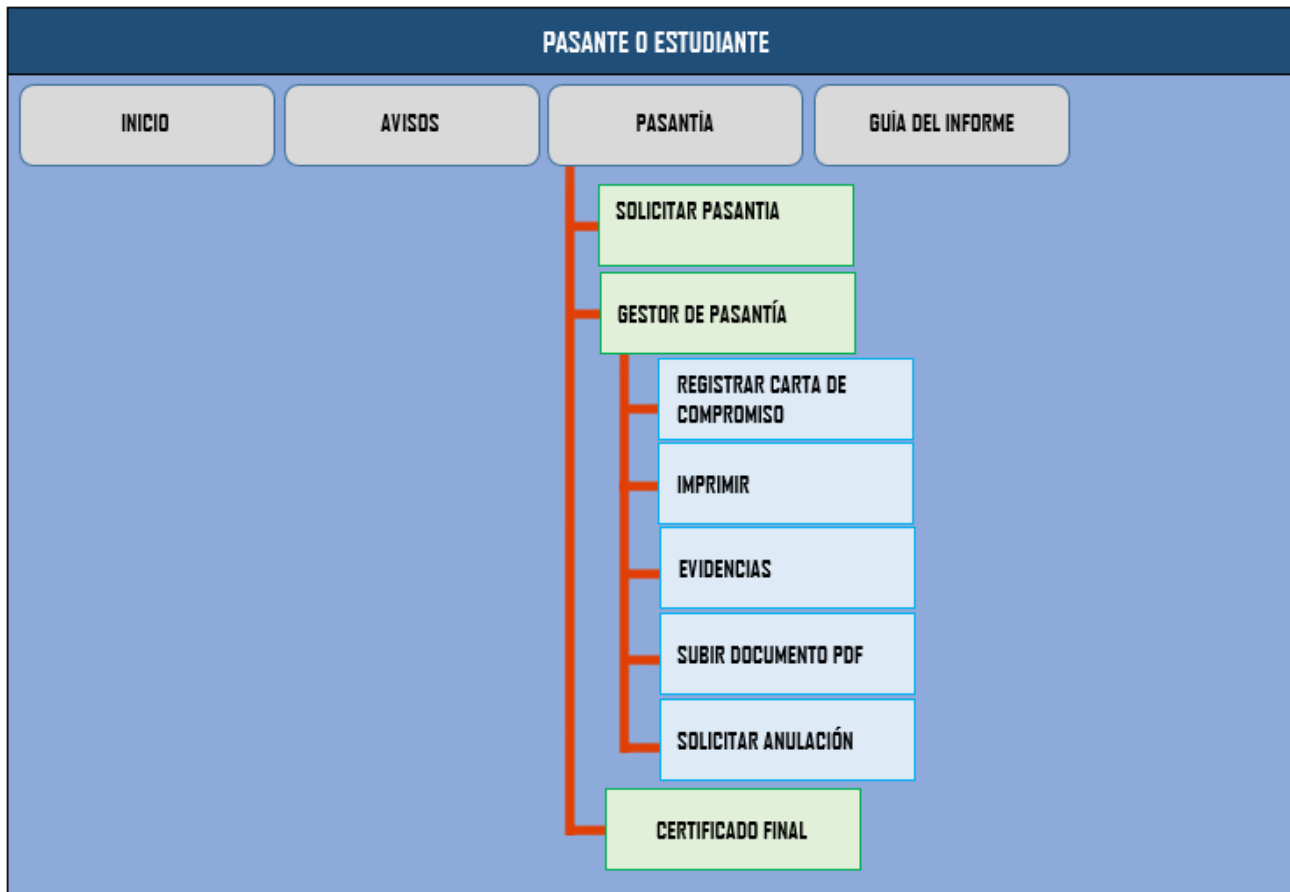 PASANTE O ESTUDIANTE
INICIO
AVISOS
PASANTÍA
GUÍA DEL INFORME
SOLICITAR PASANTIA
GESTOR DE PASANTÍA
REGISTRAR CARTA DE
COMPROMISO
IMPRIMIR
EVIDENCIAS
SUBIR DOCUMENTO PDF
SOLICITAR ANULACIÓN
CERTIFICADO FINAL